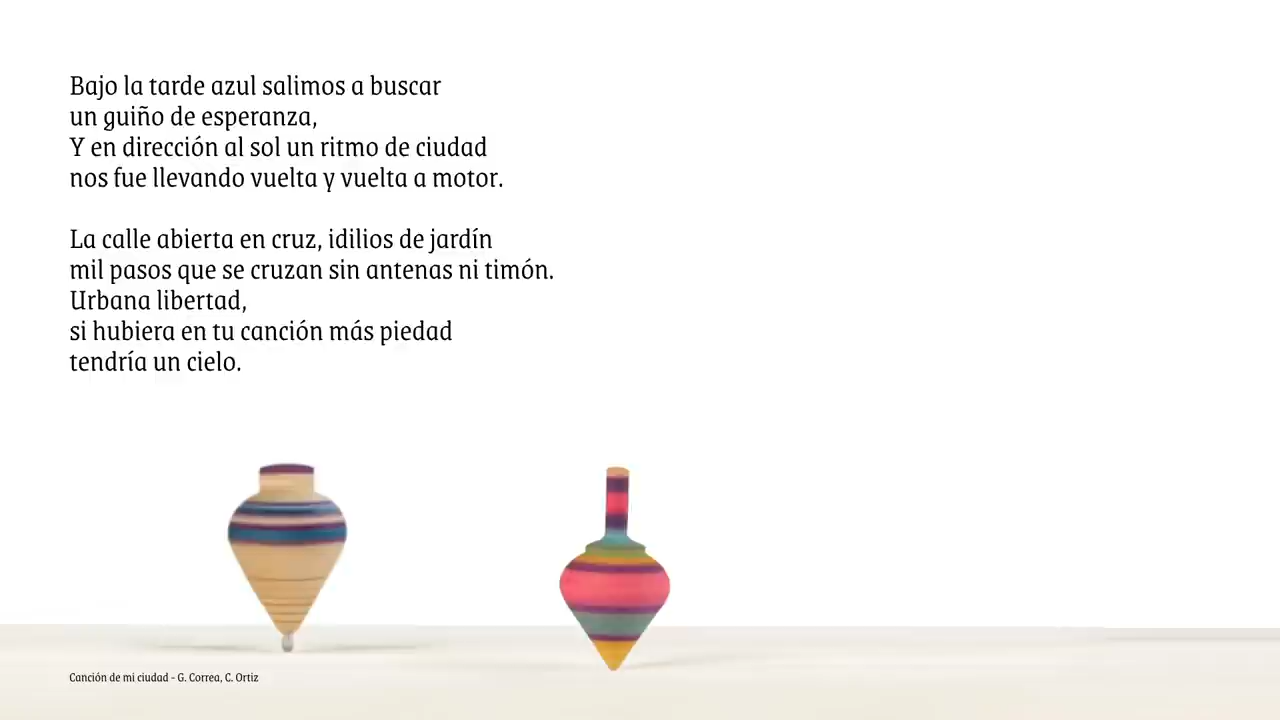 Bajo la tarde azul salimos a buscar
un guiño de esperanza,
Y en dirección al sol un ritmo de ciudad
nos fue llevando vuelta y vuelta a motor.
La calle abierta en cruz, idilios de jardín
mil pasos que se cruzan sin antenas ni timón.
Urbana libertad,
si hubiera en tu canción más piedad
tendría un cielo.
Canción de mi ciudad - G. Correa, C. Ortiz